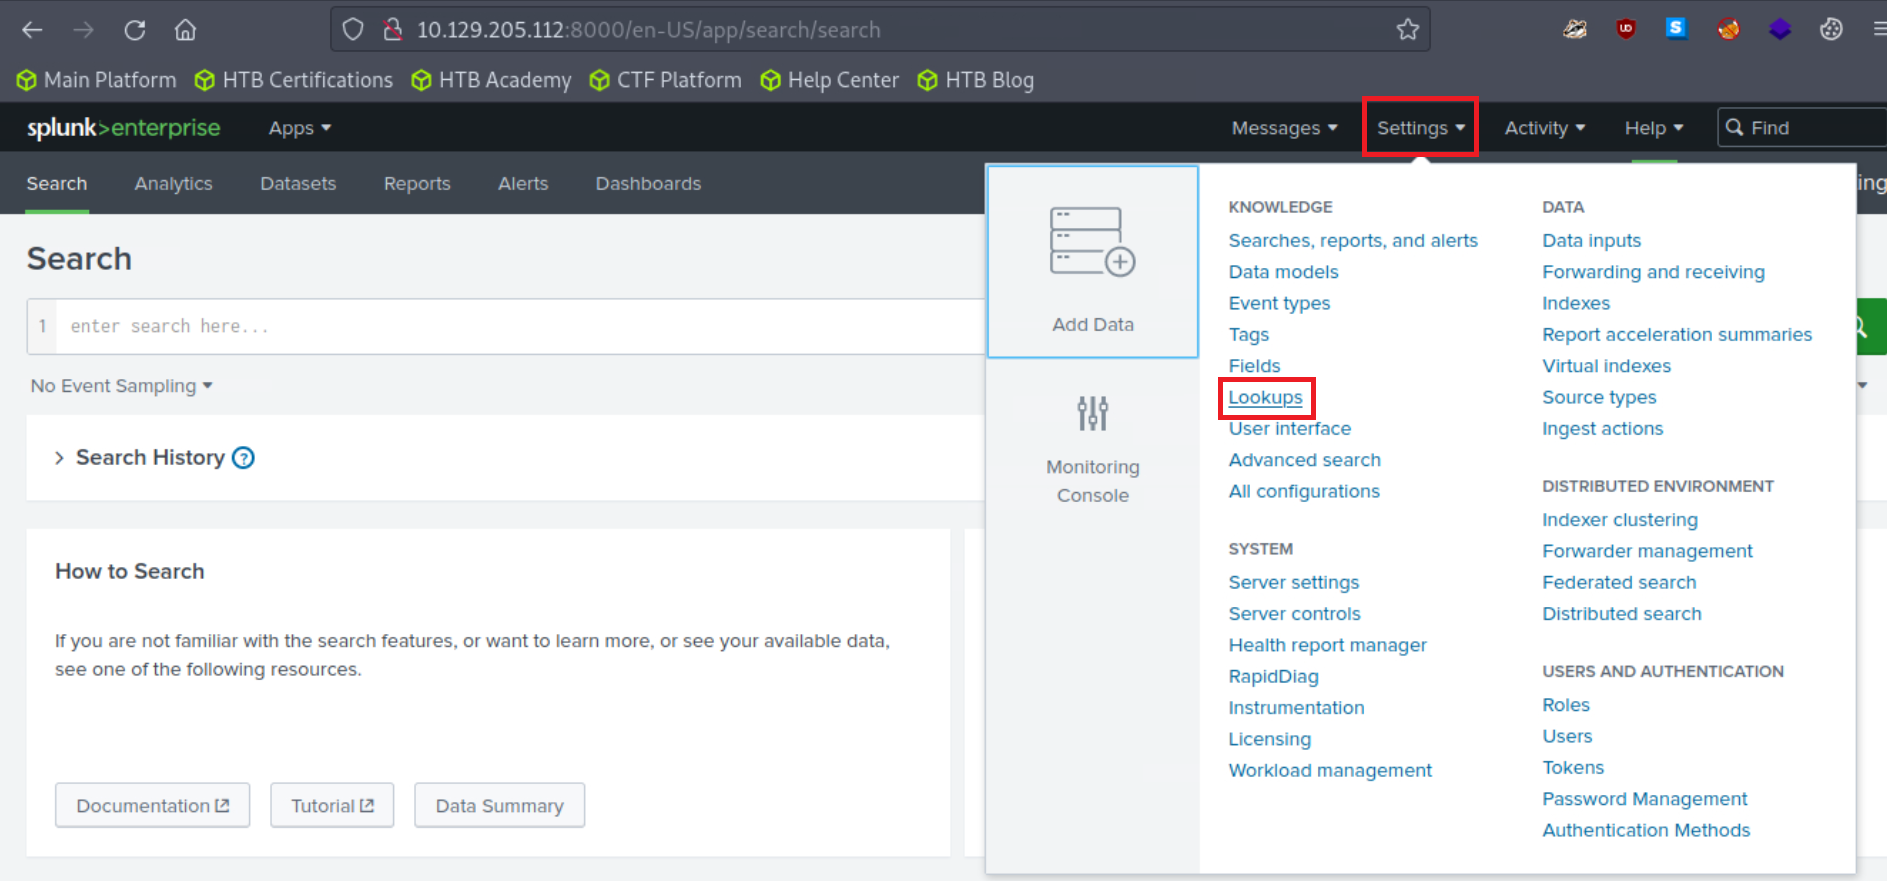 10.129.205.112:8000/en-US/app/search/search
Main Platform HTB Certifications HTB Academy CTF Platform Help Center HTB Blog
splunk>enterprise Apps Messages Settings Activity Help Find
Search Analytics Datasets Reports Alerts Dashboards
Search
1 enter search here...
No Event Sampling
Search History ?
How to Search
If you are not familiar with the search features, or want to learn more, or see your available data,
see one of the following resources.
Documentation Tutorial Data Summary
Add Data
Monitoring
Console
KNOWLEDGE
Searches, reports, and alerts
Data models
Event types
Tags
Fields
Lookups
User interface
Advanced search
All configurations
SYSTEM
Server settings
Server controls
Health report manager
RapidDiag
Instrumentation
Licensing
Workload management
DATA
Data inputs
Forwarding and receiving
Indexes
Report acceleration summaries
Virtual indexes
Source types
Ingest actions
DISTRIBUTED ENVIRONMENT
Indexer clustering
Forwarder management
Federated search
Distributed search
USERS AND AUTHENTICATION
Roles
Users
Tokens
Password Management
Authentication Methods